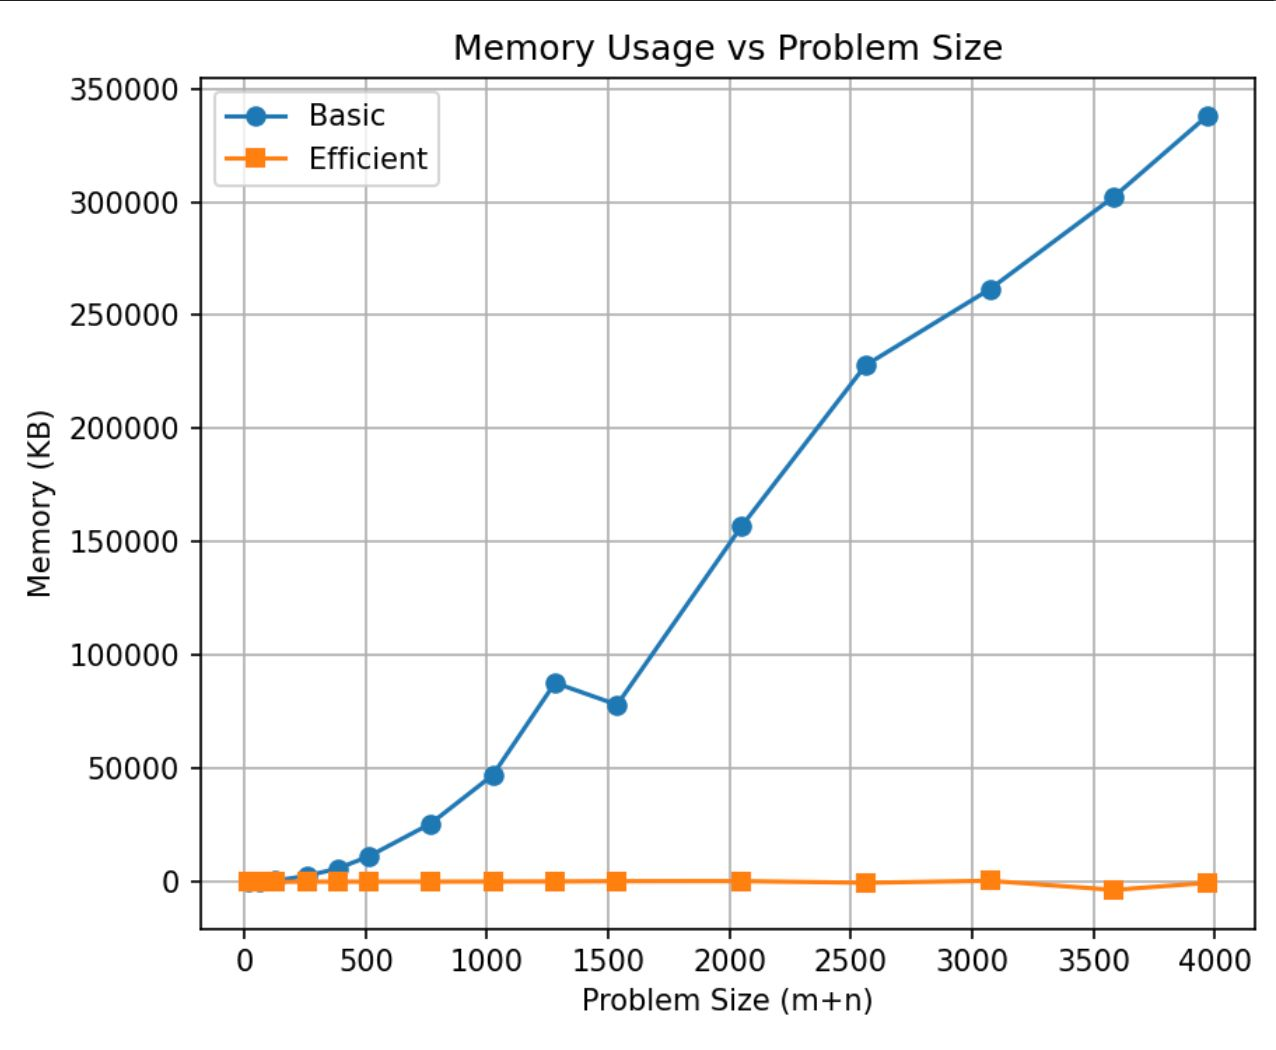 Memory Usage vs Problem Size
350000
300000
250000
200000
150000
100000
50000
0
Memory (KB)
Basic
Efficient
0 500 1000 1500 2000 2500 3000 3500 4000
Problem Size (m+n)